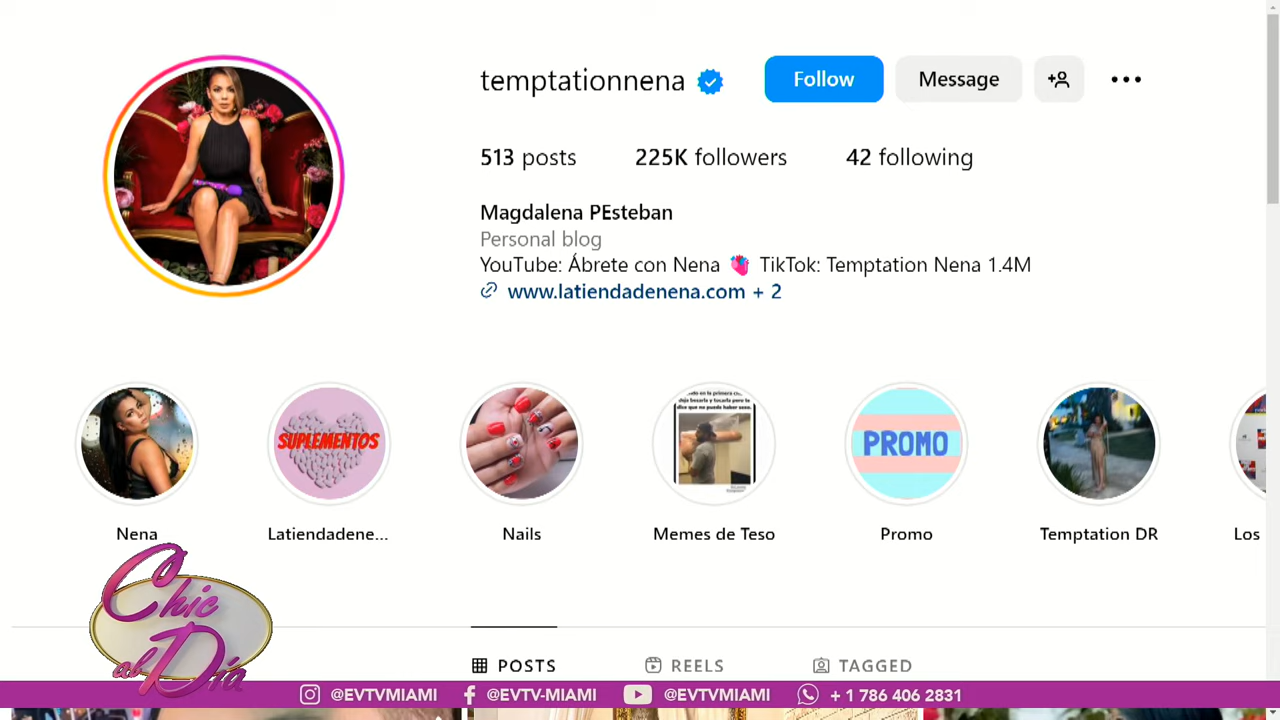 temptationnena
Follow
Message
513 posts
225K followers
42 following
Magdalena PEsteban
Personal blog
YouTube: Ábrete con Nena 🫀 TikTok: Temptation Nena 1.4M
www.latiendadenena.com + 2
SUPLEMENTOS
PROMO
Nena
Latiendadene...
Nails
Memes de Teso
Promo
Temptation DR
Los
Chic
al Día
POSTS
REELS
TAGGED
@EVTVMIAMI
@EVTV-MIAMI
@EVTVMIAMI
+ 1 786 406 2831